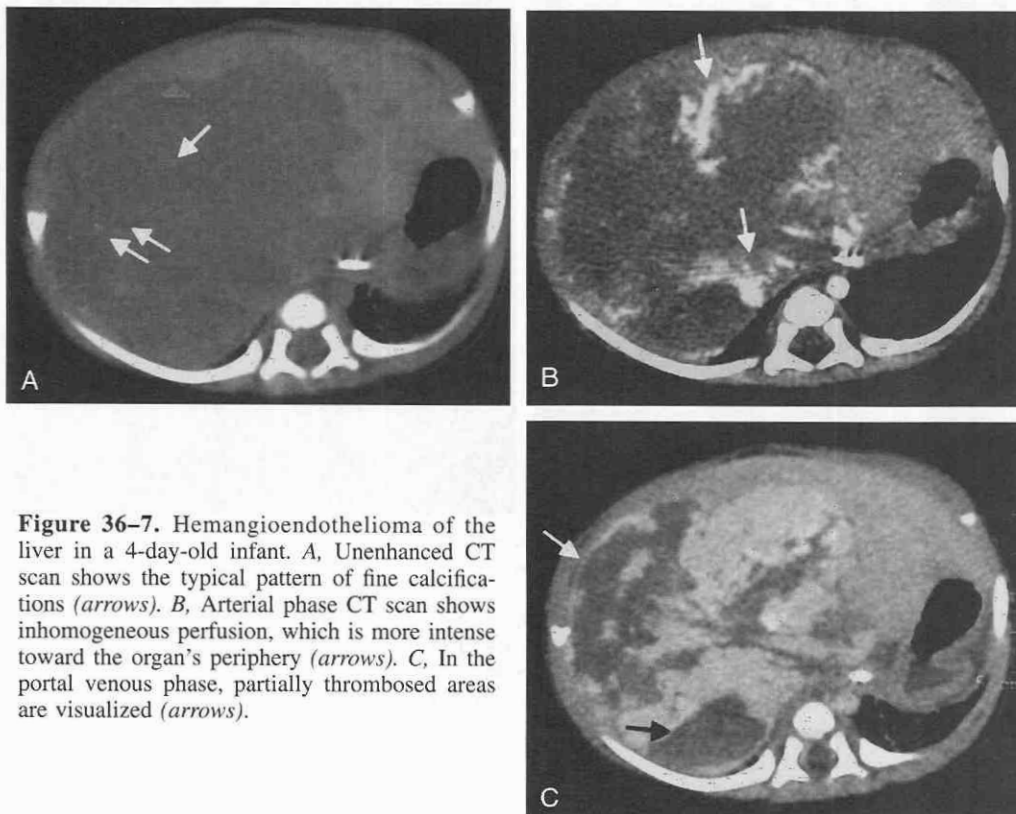 A
B
Figure 36–7. Hemangioendothelioma of the
liver in a 4-day-old infant. A, Unenhanced CT
scan shows the typical pattern of fine calcifica-
tions (arrows). B, Arterial phase CT scan shows
inhomogeneous perfusion, which is more intense
toward the organ's periphery (arrows). C, In the
portal venous phase, partially thrombosed areas
are visualized (arrows).
C